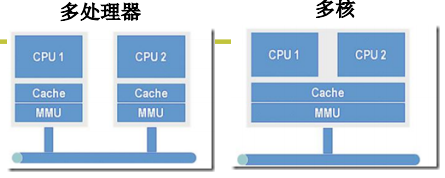 多处理器
多核
CPU 1
CPU 2
Cache
Cache
MMU
MMU
CPU 1
CPU 2
Cache
MMU